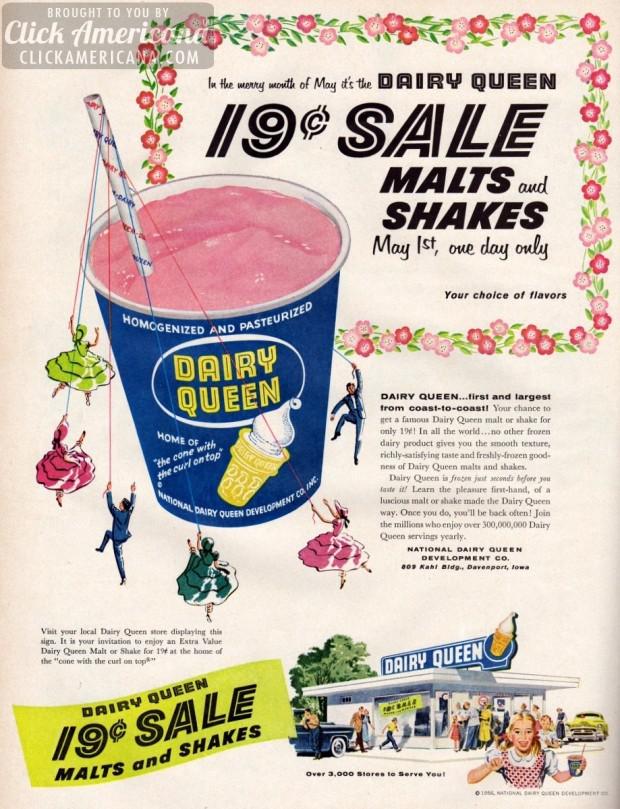 BROUGHT TO YOU BY
Click Americana
CLICKAMERICANA.COM
In the merry month of May it's the DAIRY QUEEN
19¢ SALE
MALTS and
SHAKES
May 1st, one day only
Your choice of flavors
HOMOGENIZED AND PASTEURIZED
DAIRY
QUEEN
HOME OF
"the cone with
the curl on top"
DAIRY QUEEN
© NATIONAL DAIRY QUEEN DEVELOPMENT CO. INC.
DAIRY QUEEN...first and largest
from coast-to-coast! Your chance to
get a famous Dairy Queen malt or shake for
only 19¢! In all the world...no other frozen
dairy product gives you the smooth texture,
richly-satisfying taste and freshly-frozen good-
ness of Dairy Queen malts and shakes.
Dairy Queen is frozen just seconds before you
taste it! Learn the pleasure first-hand, of a
luscious malt or shake made the Dairy Queen
way. Once you do, you'll be back often! Join
the millions who enjoy over 300,000,000 Dairy
Queen servings yearly.
NATIONAL DAIRY QUEEN
DEVELOPMENT CO.
809 Kahl Bldg., Davenport, Iowa
Visit your local Dairy Queen store displaying this
sign. It is your invitation to enjoy an Extra Value
Dairy Queen Malt or Shake for 19¢ at the home of
the "cone with the curl on top®"
DAIRY QUEEN
19¢ SALE
MALTS and SHAKES
DAIRY QUEEN
19¢ SALE
Over 3,000 Stores to Serve You!
© 1956, NATIONAL DAIRY QUEEN DEVELOPMENT CO.